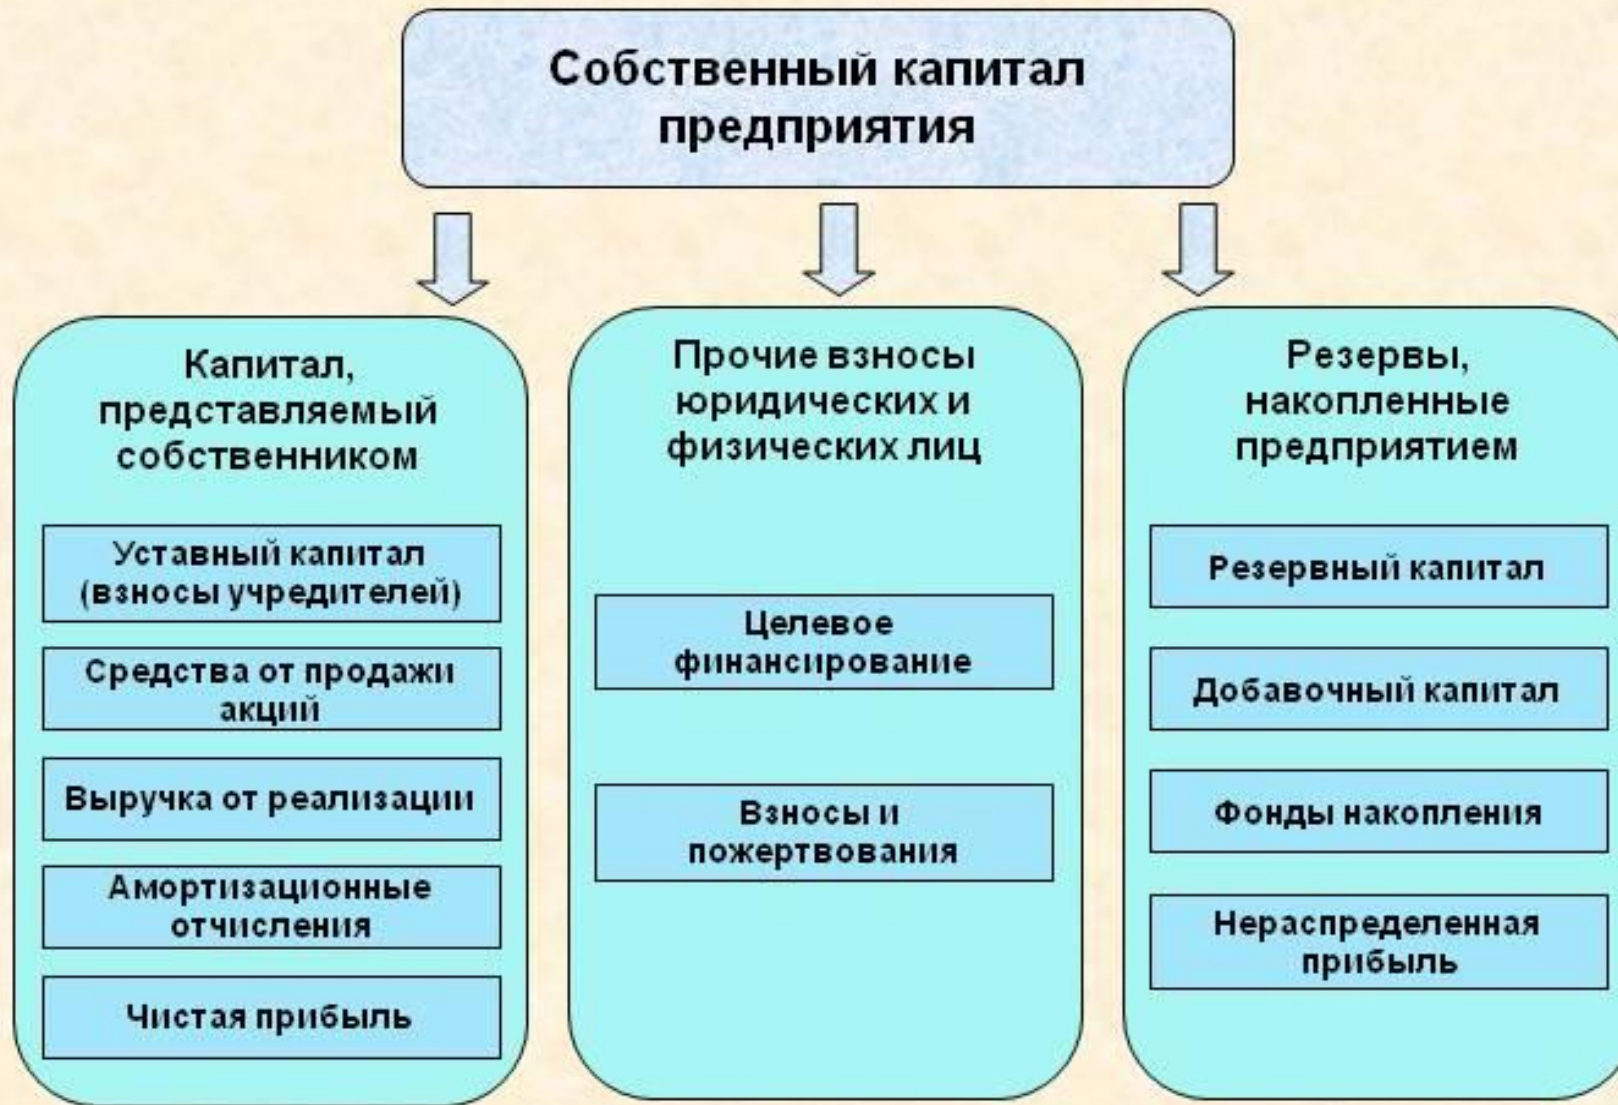 Собственный капитал
предприятия
Капитал,
представляемый
собственником
Уставный капитал
(взносы учредителей)
Средства от продажи
акций
Выручка от реализации
Амортизационные
отчисления
Чистая прибыль
Прочие взносы
юридических и
физических лиц
Целевое
финансирование
Взносы и
пожертвования
Резервы,
накопленные
предприятием
Резервный капитал
Добавочный капитал
Фонды накопления
Нераспределенная
прибыль